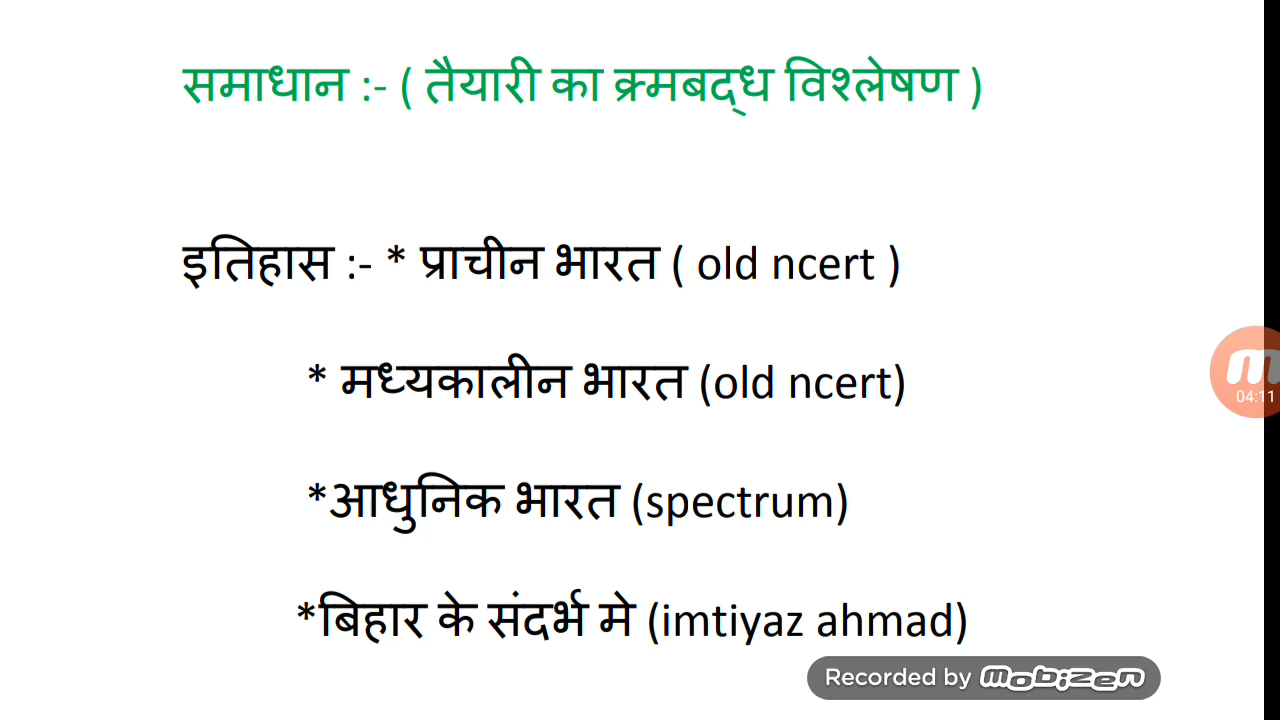 समाधान :- ( तैयारी का क्रमबद्ध विश्लेषण )
इतिहास :- * प्राचीन भारत ( old ncert )
* मध्यकालीन भारत (old ncert)
*आधुनिक भारत (spectrum)
*बिहार के संदर्भ मे (imtiyaz ahmad)
04:11
Recorded by mobizen